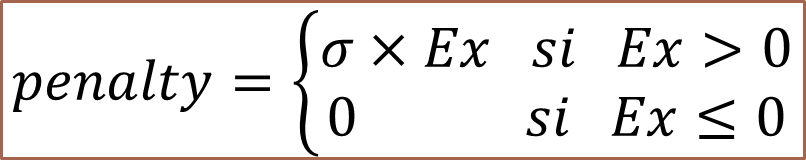 penalty = { σ × Ex si Ex > 0
0 si Ex ≤ 0